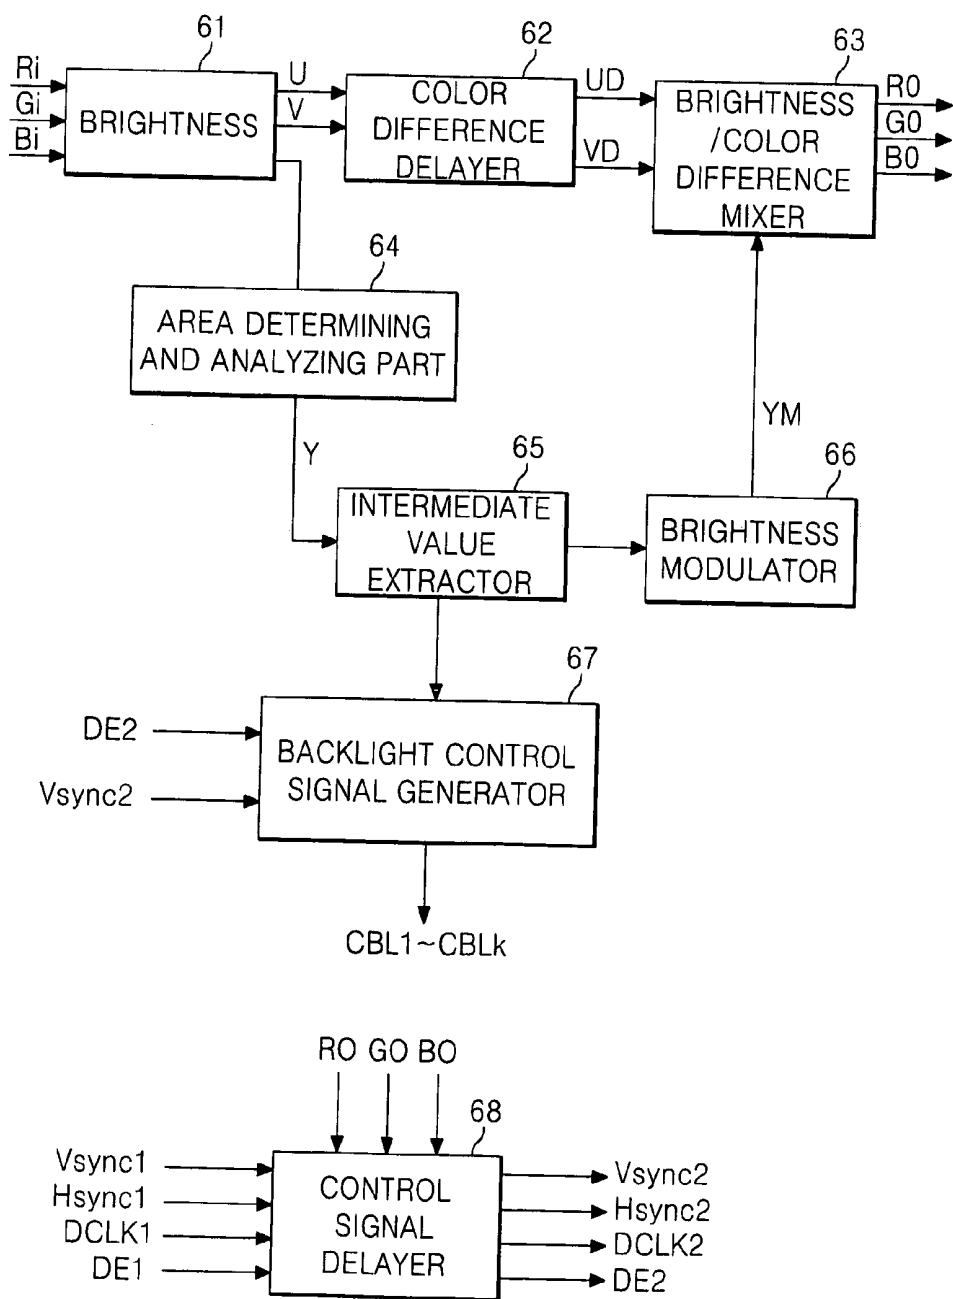 61
62
63
Ri
Gi
Bi
BRIGHTNESS
U
V
COLOR
DIFFERENCE
DELAYER
UD
VD
BRIGHTNESS
/COLOR
DIFFERENCE
MIXER
R0
G0
B0
64
AREA DETERMINING
AND ANALYZING PART
Y
YM
65
INTERMEDIATE
VALUE
EXTRACTOR
66
BRIGHTNESS
MODULATOR
67
DE2
Vsync2
BACKLIGHT CONTROL
SIGNAL GENERATOR
CBL1~CBLk
RO GO BO
68
Vsync1
Hsync1
DCLK1
DE1
CONTROL
SIGNAL
DELAYER
Vsync2
Hsync2
DCLK2
DE2